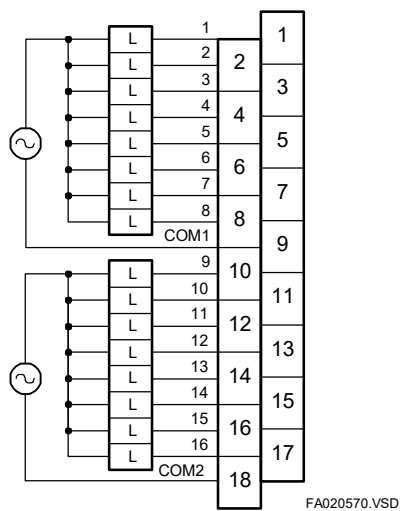 L 1 1
L 2 2
L 3 3
L 4 4
L 5 5
L 6 6
L 7 7
L 8 8
COM1 9
L 9 10
L 10 11
L 11 12
L 12 13
L 13 14
L 14 15
L 15 16
L 16 17
COM2 18
FA020570.VSD